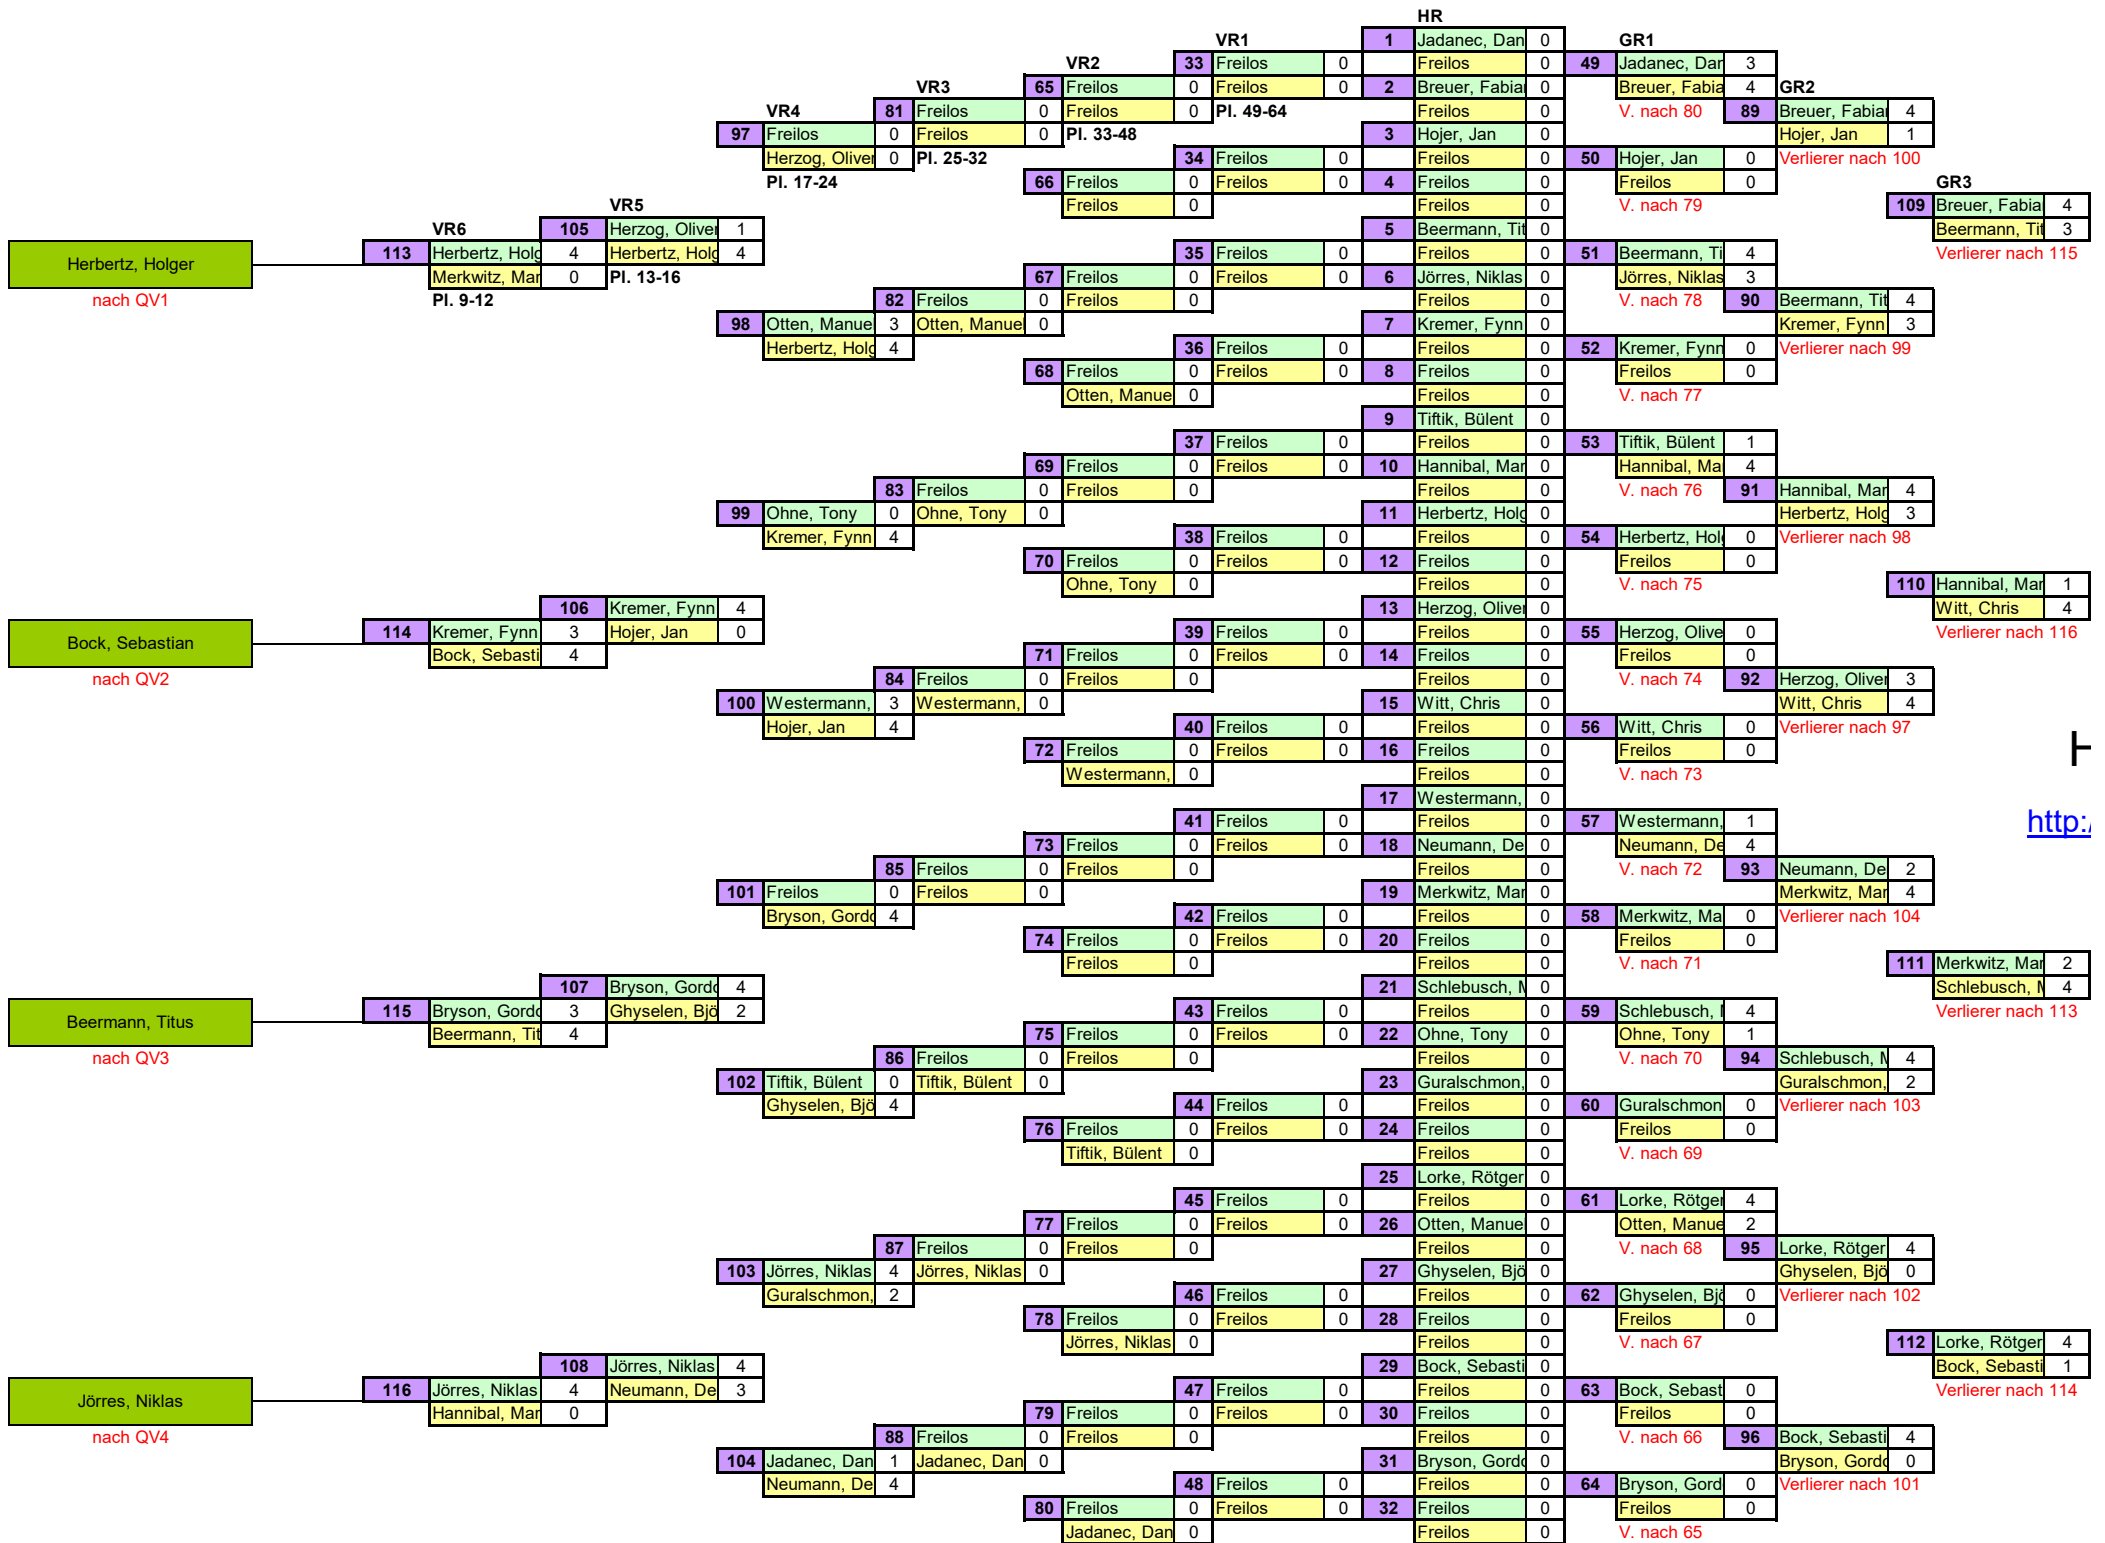 HR
VR1 1 Jadanec, Dan 0 GR1
VR2 33 Freilos 0 Freilos 0 49 Jadanec, Dar 3
VR3 65 Freilos 0 Freilos 0 2 Breuer, Fabiar 0 Breuer, Fabia 4 GR2
VR4 81 Freilos 0 Freilos 0 Pl. 49-64 Freilos 0 V. nach 80 89 Breuer, Fabiar 4
97 Freilos 0 Freilos 0 Pl. 33-48 3 Hojer, Jan 0 Hojer, Jan 1
Herzog, Oliver 0 Pl. 25-32 34 Freilos 0 Freilos 0 50 Hojer, Jan 0 Verlierer nach 100
Pl. 17-24 66 Freilos 0 Freilos 0 4 Freilos 0 Freilos 0 GR3
VR5 Freilos 0 Freilos 0 V. nach 79 109 Breuer, Fabiar 4
VR6 105 Herzog, Oliver 1 5 Beermann, Tit 0 Beermann, Tit 3
Herbertz, Holger 113 Herbertz, Holg 4 Herbertz, Holg 4 35 Freilos 0 Freilos 0 51 Beermann, Ti 4 Verlierer nach 115
Merkwitz, Mar 0 Pl. 13-16 67 Freilos 0 Freilos 0 6 Jörres, Niklas 0 Jörres, Niklas 3
nach QV1 Pl. 9-12 82 Freilos 0 Freilos 0 Freilos 0 V. nach 78 90 Beermann, Tit 4
98 Otten, Manuel 3 Otten, Manuel 0 7 Kremer, Fynn 0 Kremer, Fynn 3
Herbertz, Holg 4 36 Freilos 0 Freilos 0 52 Kremer, Fynn 0 Verlierer nach 99
68 Freilos 0 Freilos 0 8 Freilos 0 Freilos 0
Otten, Manue 0 Freilos 0 V. nach 77
9 Tiftik, Bülent 0
37 Freilos 0 Freilos 0 53 Tiftik, Bülent 1
69 Freilos 0 Freilos 0 10 Hannibal, Mar 0 Hannibal, Ma 4
83 Freilos 0 Freilos 0 Freilos 0 V. nach 76 91 Hannibal, Mar 4
99 Ohne, Tony 0 Ohne, Tony 0 11 Herbertz, Holg 0 Herbertz, Holg 3
Kremer, Fynn 4 38 Freilos 0 Freilos 0 54 Herbertz, Hol 0 Verlierer nach 98
70 Freilos 0 Freilos 0 12 Freilos 0 Freilos 0
Ohne, Tony 0 Freilos 0 V. nach 75 110 Hannibal, Mar 1
106 Kremer, Fynn 4 13 Herzog, Oliver 0 Witt, Chris 4
Bock, Sebastian 114 Kremer, Fynn 3 Hojer, Jan 0 39 Freilos 0 Freilos 0 55 Herzog, Olive 0 Verlierer nach 116
Bock, Sebasti 4 71 Freilos 0 Freilos 0 14 Freilos 0 Freilos 0
nach QV2 84 Freilos 0 Freilos 0 Freilos 0 V. nach 74 92 Herzog, Oliver 3
100 Westermann, 3 Westermann, 0 15 Witt, Chris 0 Witt, Chris 4
Hojer, Jan 4 40 Freilos 0 Freilos 0 56 Witt, Chris 0 Verlierer nach 97
72 Freilos 0 Freilos 0 16 Freilos 0 Freilos 0
Westermann, 0 Freilos 0 V. nach 73
17 Westermann, 0
41 Freilos 0 Freilos 0 57 Westermann, 1 http:/
73 Freilos 0 Freilos 0 18 Neumann, De 0 Neumann, De 4
85 Freilos 0 Freilos 0 Freilos 0 V. nach 72 93 Neumann, De 2
101 Freilos 0 Freilos 0 19 Merkwitz, Mar 0 Merkwitz, Mar 4
Bryson, Gordo 4 42 Freilos 0 Freilos 0 58 Merkwitz, Ma 0 Verlierer nach 104
74 Freilos 0 Freilos 0 20 Freilos 0 Freilos 0
Freilos 0 Freilos 0 V. nach 71 111 Merkwitz, Mar 2
107 Bryson, Gordo 4 21 Schlebusch, M 0 Schlebusch, M 4
Beermann, Titus 115 Bryson, Gordo 3 Ghyselen, Bjö 2 43 Freilos 0 Freilos 0 59 Schlebusch, 4 Verlierer nach 113
Beermann, Tit 4 75 Freilos 0 Freilos 0 22 Ohne, Tony 0 Ohne, Tony 1
nach QV3 86 Freilos 0 Freilos 0 Freilos 0 V. nach 70 94 Schlebusch, M 4
102 Tiftik, Bülent 0 Tiftik, Bülent 0 23 Guralschmon, 0 Guralschmon, 2
Ghyselen, Bjö 4 44 Freilos 0 Freilos 0 60 Guralschmon 0 Verlierer nach 103
76 Freilos 0 Freilos 0 24 Freilos 0 Freilos 0
Tiftik, Bülent 0 Freilos 0 V. nach 69
25 Lorke, Rötger 0
45 Freilos 0 Freilos 0 61 Lorke, Rötger 4
77 Freilos 0 Freilos 0 26 Otten, Manue 0 Otten, Manue 2
87 Freilos 0 Freilos 0 Freilos 0 V. nach 68 95 Lorke, Rötger 4
103 Jörres, Niklas 4 Jörres, Niklas 0 27 Ghyselen, Bjö 0 Ghyselen, Bjö 0
Guralschmon, 2 46 Freilos 0 Freilos 0 62 Ghyselen, Bjö 0 Verlierer nach 102
78 Freilos 0 Freilos 0 28 Freilos 0 Freilos 0
Jörres, Niklas 0 Freilos 0 V. nach 67 112 Lorke, Rötger 4
108 Jörres, Niklas 4 29 Bock, Sebasti 0 Bock, Sebasti 1
Jörres, Niklas 116 Jörres, Niklas 4 Neumann, De 3 47 Freilos 0 Freilos 0 63 Bock, Sebast 0 Verlierer nach 114
Hannibal, Mar 0 79 Freilos 0 Freilos 0 30 Freilos 0 Freilos 0
nach QV4 88 Freilos 0 Freilos 0 Freilos 0 V. nach 66 96 Bock, Sebasti 4
104 Jadanec, Dan 1 Jadanec, Dan 0 31 Bryson, Gordo 0 Bryson, Gordo 0
Neumann, De 4 48 Freilos 0 Freilos 0 64 Bryson, Gord 0 Verlierer nach 101
80 Freilos 0 Freilos 0 32 Freilos 0 Freilos 0
Jadanec, Dan 0 Freilos 0 V. nach 65